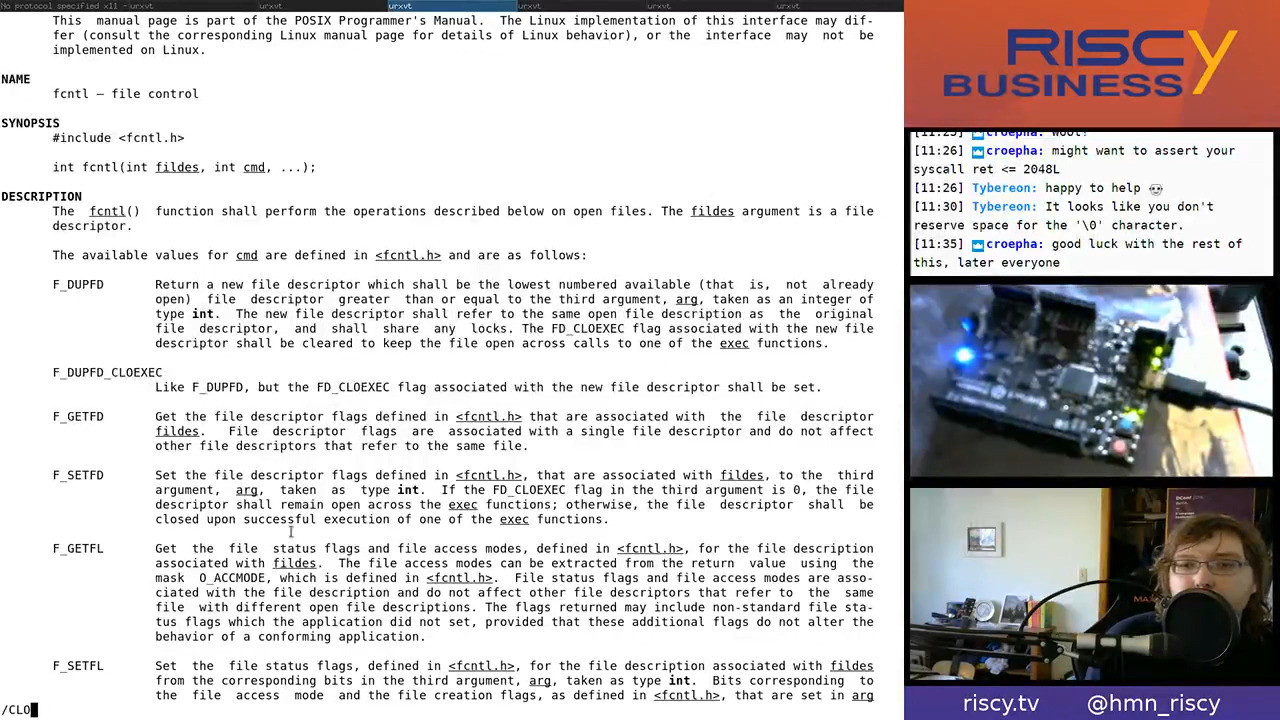 No protocol specified x11 - urxvt
urxvt
urxvt
urxvt
urxvt
urxvt
urxvt
This manual page is part of the POSIX Programmer's Manual. The Linux implementation of this interface may dif-
fer (consult the corresponding Linux manual page for details of Linux behavior), or the interface may not be
implemented on Linux.
NAME
fcntl — file control
SYNOPSIS
#include <fcntl.h>
int fcntl(int fildes, int cmd, ...);
DESCRIPTION
The fcntl() function shall perform the operations described below on open files. The fildes argument is a file
descriptor.
The available values for cmd are defined in <fcntl.h> and are as follows:
F_DUPFD Return a new file descriptor which shall be the lowest numbered available (that is, not already
open) file descriptor greater than or equal to the third argument, arg, taken as an integer of
type int. The new file descriptor shall refer to the same open file description as the original
file descriptor, and shall share any locks. The FD_CLOEXEC flag associated with the new file
descriptor shall be cleared to keep the file open across calls to one of the exec functions.
F_DUPFD_CLOEXEC
Like F_DUPFD, but the FD_CLOEXEC flag associated with the new file descriptor shall be set.
F_GETFD Get the file descriptor flags defined in <fcntl.h> that are associated with the file descriptor
fildes. File descriptor flags are associated with a single file descriptor and do not affect
other file descriptors that refer to the same file.
F_SETFD Set the file descriptor flags defined in <fcntl.h>, that are associated with fildes, to the third
argument, arg, taken as type int. If the FD_CLOEXEC flag in the third argument is 0, the file
descriptor shall remain open across the exec functions; otherwise, the file descriptor shall be
closed upon successful execution of one of the exec functions.
F_GETFL Get the file status flags and file access modes, defined in <fcntl.h>, for the file description
associated with fildes. The file access modes can be extracted from the return value using the
mask O_ACCMODE, which is defined in <fcntl.h>. File status flags and file access modes are asso-
ciated with the file description and do not affect other file descriptors that refer to the same
file with different open file descriptions. The flags returned may include non-standard file sta-
tus flags which the application did not set, provided that these additional flags do not alter the
behavior of a conforming application.
F_SETFL Set the file status flags, defined in <fcntl.h>, for the file description associated with fildes
from the corresponding bits in the third argument, arg, taken as type int. Bits corresponding to
the file access mode and the file creation flags, as defined in <fcntl.h>, that are set in arg
/CLO
RISCY
BUSINESS
[11:25] croepha: woot!
[11:26] croepha: might want to assert your
syscall ret <= 2048L
[11:26] Tybereon: happy to help
[11:30] Tybereon: It looks like you don't
reserve space for the '\0' character.
[11:35] croepha: good luck with the rest of
this, later everyone
riscy.tv @hmn_riscy